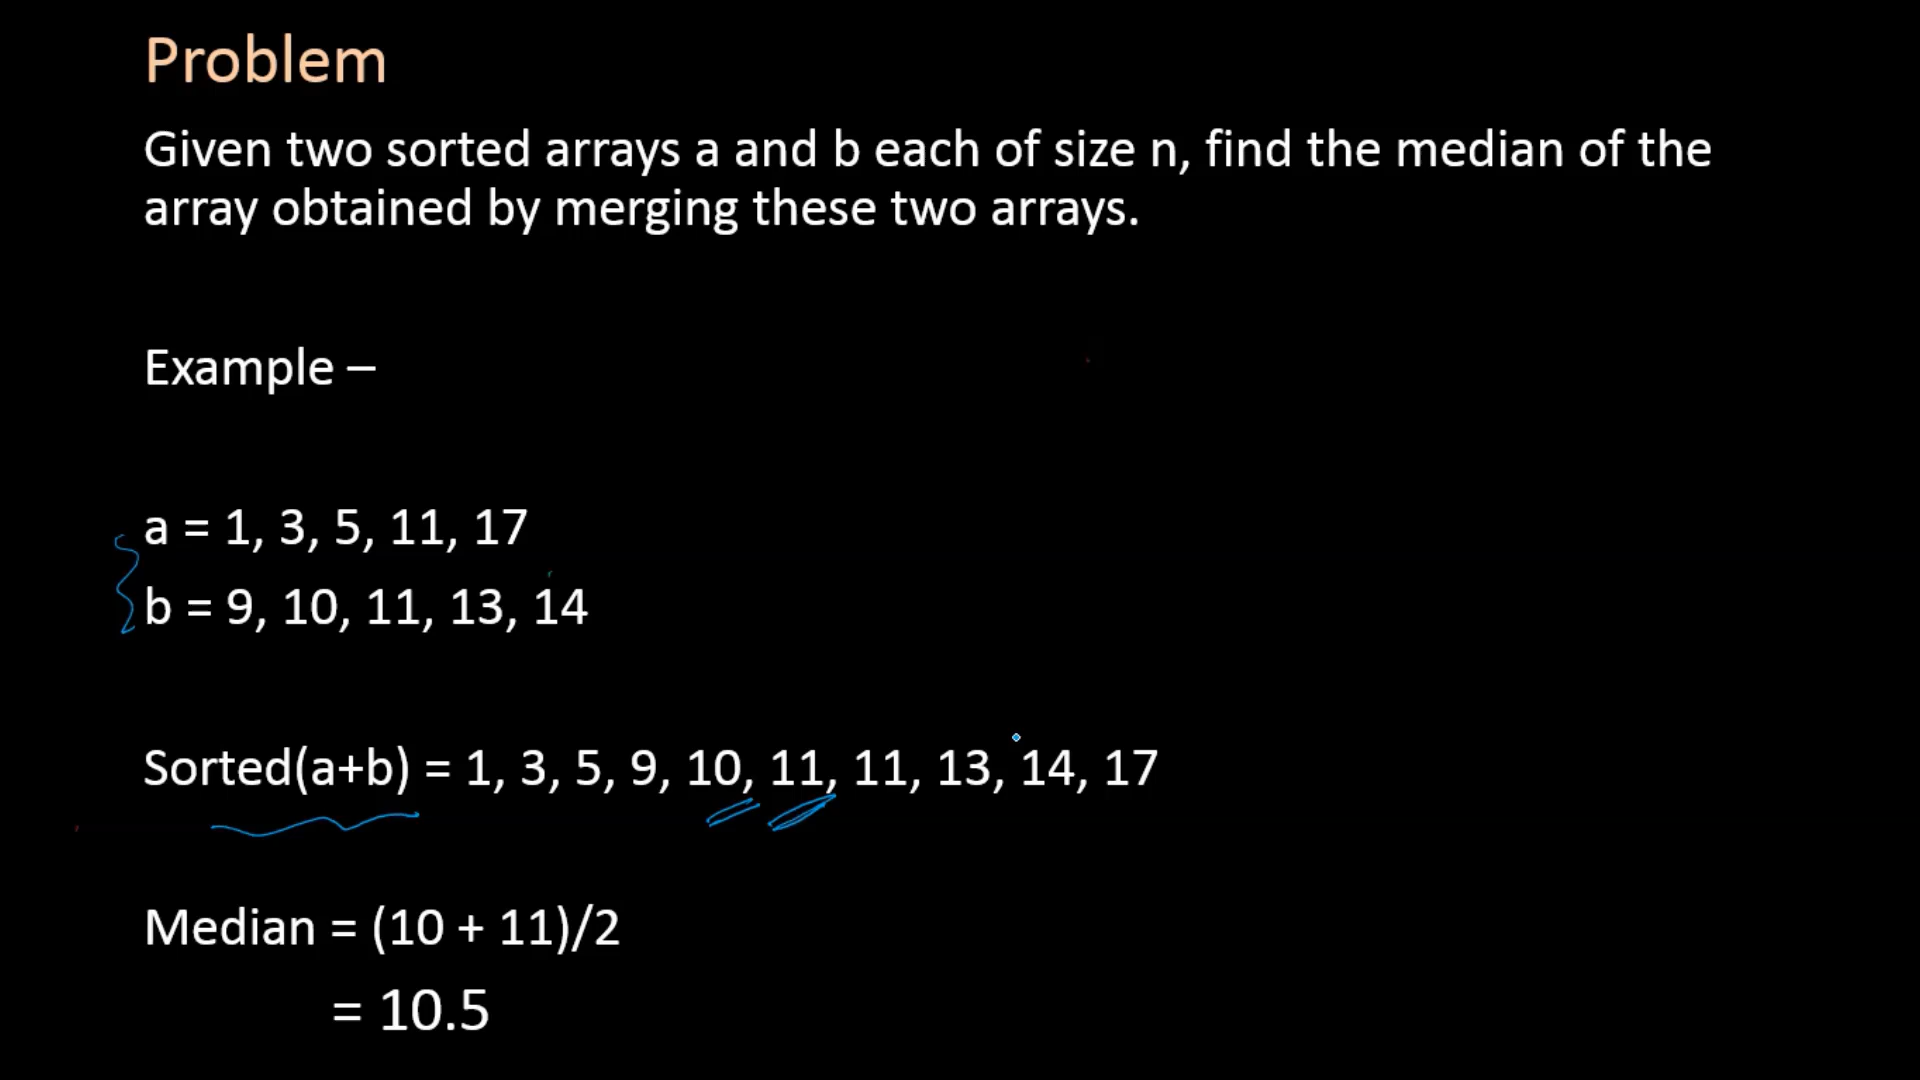 Problem
Given two sorted arrays a and b each of size n, find the median of the
array obtained by merging these two arrays.
Example –
a = 1, 3, 5, 11, 17
b = 9, 10, 11, 13, 14
Sorted(a+b) = 1, 3, 5, 9, 10, 11, 11, 13, 14, 17
Median = (10 + 11)/2
= 10.5